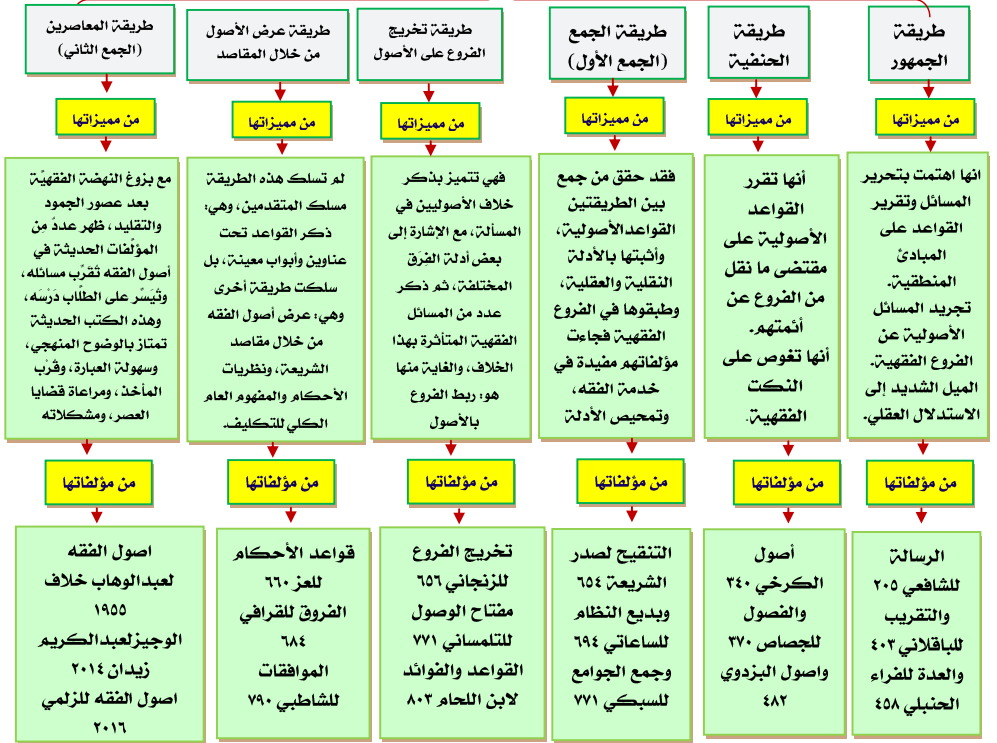 طريقة
الجمهور
من مميزاتها
انها اهتمت بتحرير
المسائل وتقرير
القواعد على
المبادئ
المنطقية.
تجريد المسائل
الأصولية عن
الفروع الفقهية.
الميل الشديد إلى
الاستدلال العقلي.
من مؤلفاتها
الرسالة
للشافعي ٢٠٥
والتقريب
للباقلاني ٤٠٣
والعدة للفراء
الحنبلي ٤٥٨
طريقة
الحنفية
من مميزاتها
أنها تقرر
القواعد
الأصولية على
مقتضى ما نقل
من الفروع عن
أئمتهم.
أنها تغوص على
النكت
الفقهية.
من مؤلفاتها
أصول
الكرخي ٣٤٠
والفصول
للجصاص ٣٧٠
واصول البزدوي
٤٨٢
طريقة الجمع
(الجمع الأول)
من مميزاتها
فقد حقق من جمع
بين الطريقتين
القواعدالأصولية،
وأثبتها بالأدلة
النقلية والعقلية،
وطبقوها في الفروع
الفقهية فجاءت
مؤلفاتهم مفيدة في
خدمة الفقه،
وتمحيص الأدلة
من مؤلفاتها
التنقيح لصدر
الشريعة ٦٥٤
وبديع النظام
للساعاتي ٦٩٤
وجمع الجوامع
للسبكي ٧٧١
طريقة تخريج
الفروع على الأصول
من مميزاتها
فهي تتميز بذكر
خلاف الأصوليين في
المسألة، مع الإشارة إلى
بعض أدلة الفِرَق
المختلفة، ثم ذكر
عدد من المسائل
الفقهية المتأثرة بهذا
الخلاف، والغاية منها
هو: ربط الفروع
بالأصول
من مؤلفاتها
تخريج الفروع
للزنجاني ٦٥٦
مفتاح الوصول
للتلمساني ٧٧١
القواعد والفوائد
لابن اللحام ٨٠٣
طريقة عرض الأصول
من خلال المقاصد
من مميزاتها
لم تسلك هذه الطريقة
مسلك المتقدمين، وهي:
ذكر القواعد تحت
عناوين وأبواب معينة، بل
سلكت طريقة أخرى
وهي: عرض أصول الفقه
من خلال مقاصد
الشريعة، ونظريات
الأحكام والمفهوم العام
الكلي للتكليف.
من مؤلفاتها
قواعد الأحكام
للعز ٦٦٠
الفروق للقرافي
٦٨٤
الموافقات
للشاطبي ٧٩٠
طريقة المعاصرين
(الجمع الثاني)
من مميزاتها
مع بزوغ النهضة الفقهيّة
بعد عصور الجمود
والتقليد، ظهر عددٌ مِن
المؤلّفات الحديثة في
أصول الفقه تُقرّب مسائله،
وتُيَسِّر على الطلّاب دَرْسَه،
وهذه الكتب الحديثة
تمتاز بالوضوح المنهجي،
وسهولة العبارة، وقُرْب
المأخذ، ومراعاة قضايا
العصر، ومشكلاته
من مؤلفاتها
اصول الفقه
لعبدالوهاب خلاف
١٩٥٥
الوجيزلعبدالكريم
زيدان ٢٠١٤
اصول الفقه للزلمي
٢٠١٦